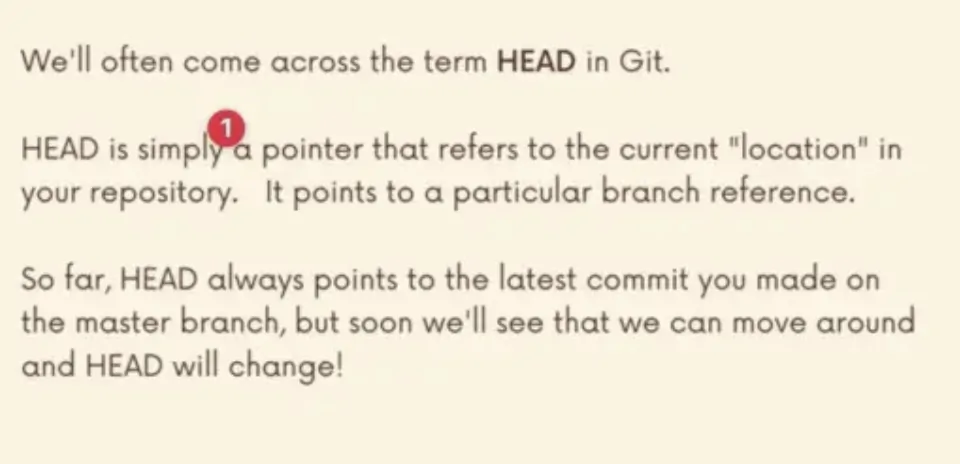 We'll often come across the term HEAD in Git.
1
HEAD is simply a pointer that refers to the current "location" in
your repository. It points to a particular branch reference.
So far, HEAD always points to the latest commit you made on
the master branch, but soon we'll see that we can move around
and HEAD will change!